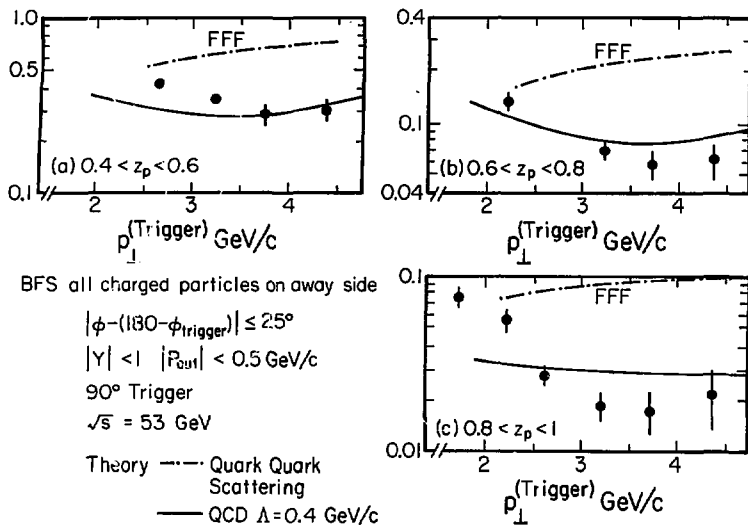 1.0
0.5
0.1
FFF
(a) 0.4 < z_p < 0.6
2 3 4
p_⊥^(Trigger) GeV/c
0.4
0.1
0.04
FFF
(b) 0.6 < z_p < 0.8
2 3 4
p_⊥^(Trigger) GeV/c
BFS all charged particles on away side
|φ-(180-φ_trigger)| ≤ 25°
|Y| < 1 |P_out| < 0.5 GeV/c
90° Trigger
√s = 53 GeV
Theory —·—·— Quark Quark
Scattering
—— QCD Λ = 0.4 GeV/c
0.1
0.01
FFF
(c) 0.8 < z_p < 1
2 3 4
p_⊥^(Trigger) GeV/c